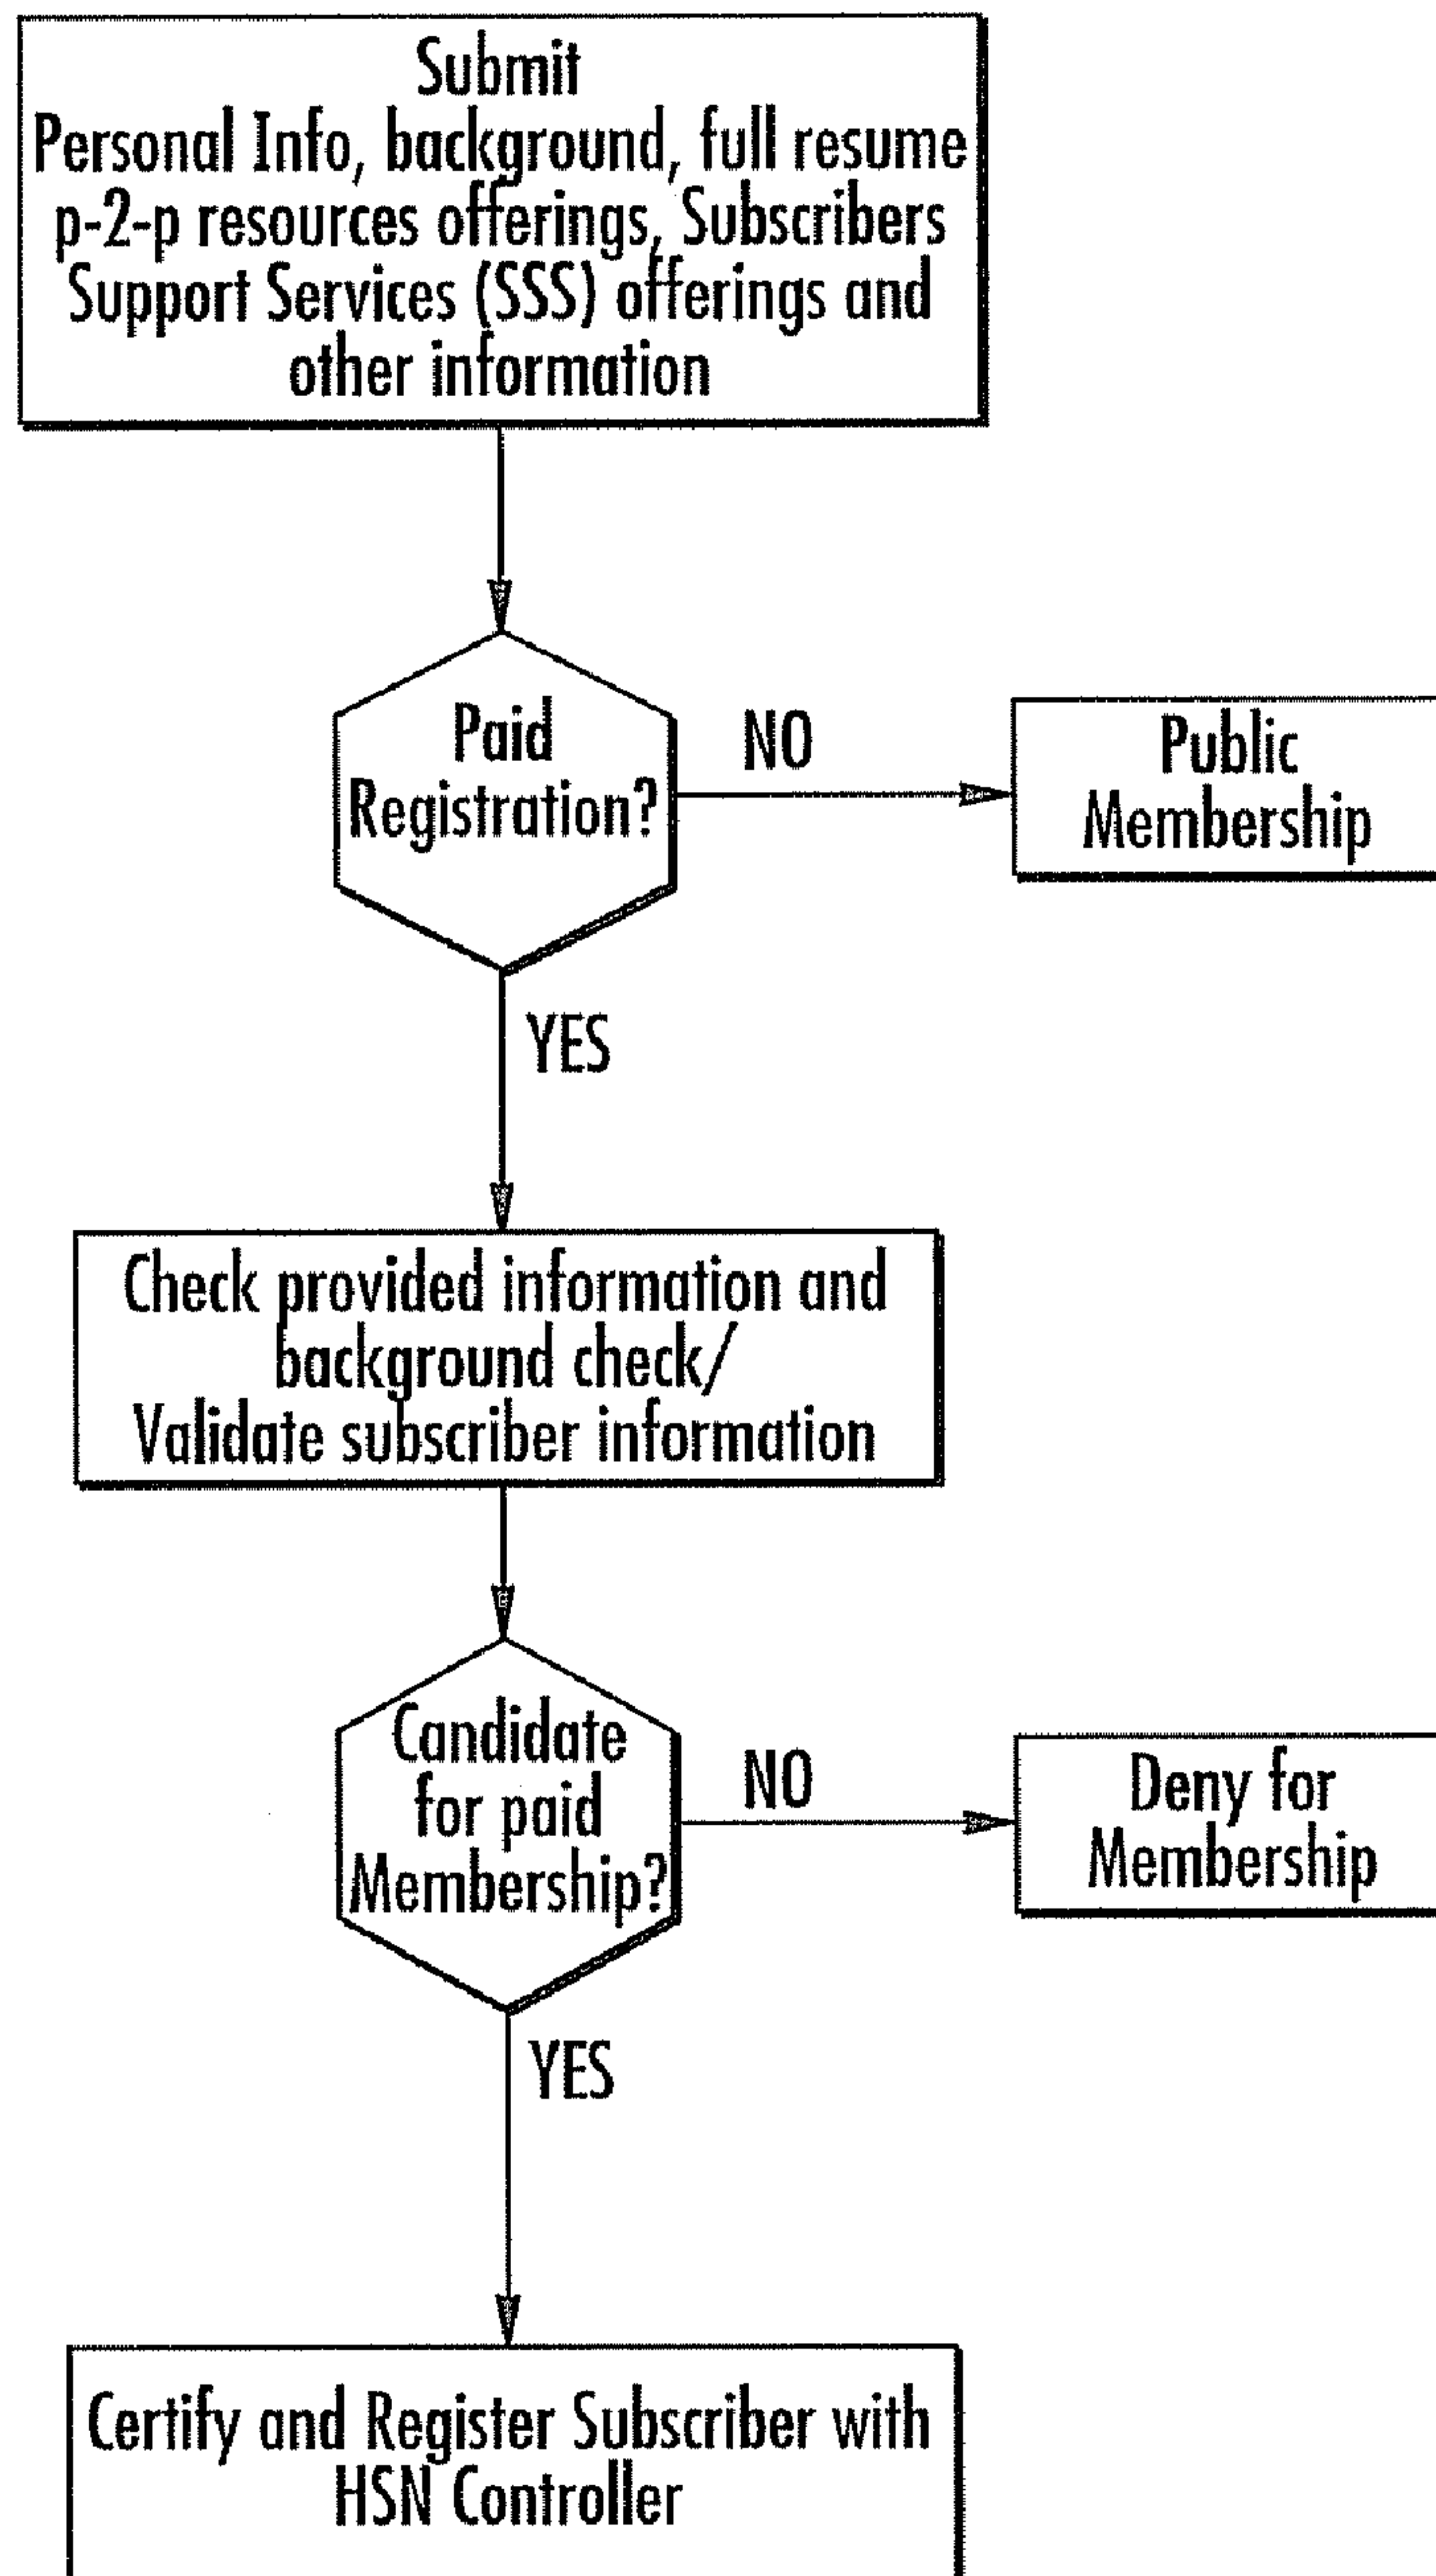 Submit
Personal Info, background, full resume
p-2-p resources offerings, Subscribers
Support Services (SSS) offerings and
other information
Paid
Registration?
NO
Public
Membership
YES
Check provided information and
background check/
Validate subscriber information
Candidate
for paid
Membership?
NO
Deny for
Membership
YES
Certify and Register Subscriber with
HSN Controller